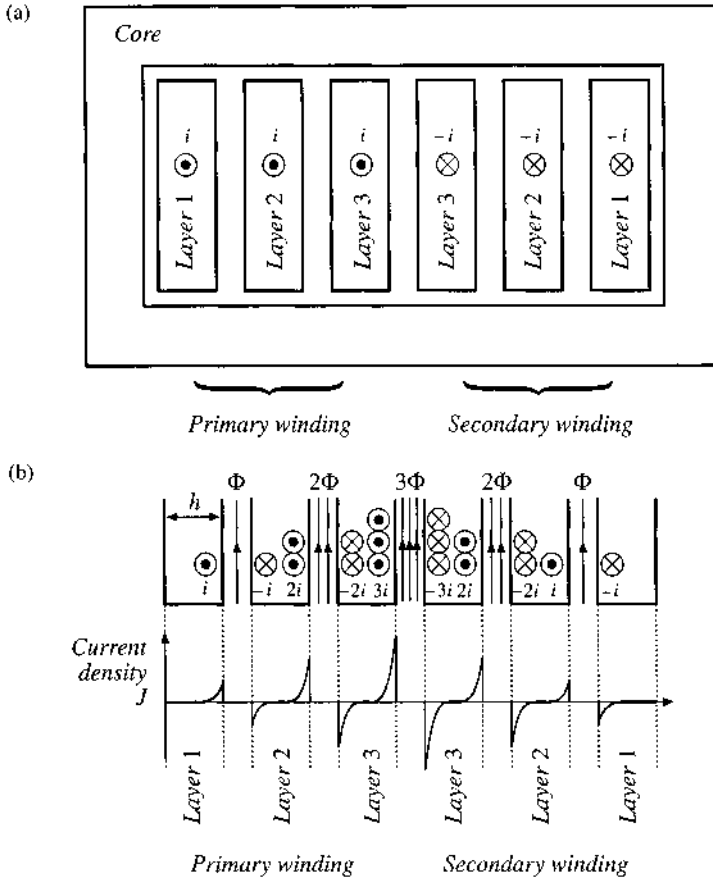 (a)
Core
i i i -i -i -i
Layer 1 Layer 2 Layer 3 Layer 3 Layer 2 Layer 1
Primary winding Secondary winding
(b)
Φ 2Φ 3Φ 2Φ Φ
h
i -i 2i -2i 3i -3i 2i -2i i -i
Current
density
J
Layer 1 Layer 2 Layer 3 Layer 3 Layer 2 Layer 1
Primary winding Secondary winding